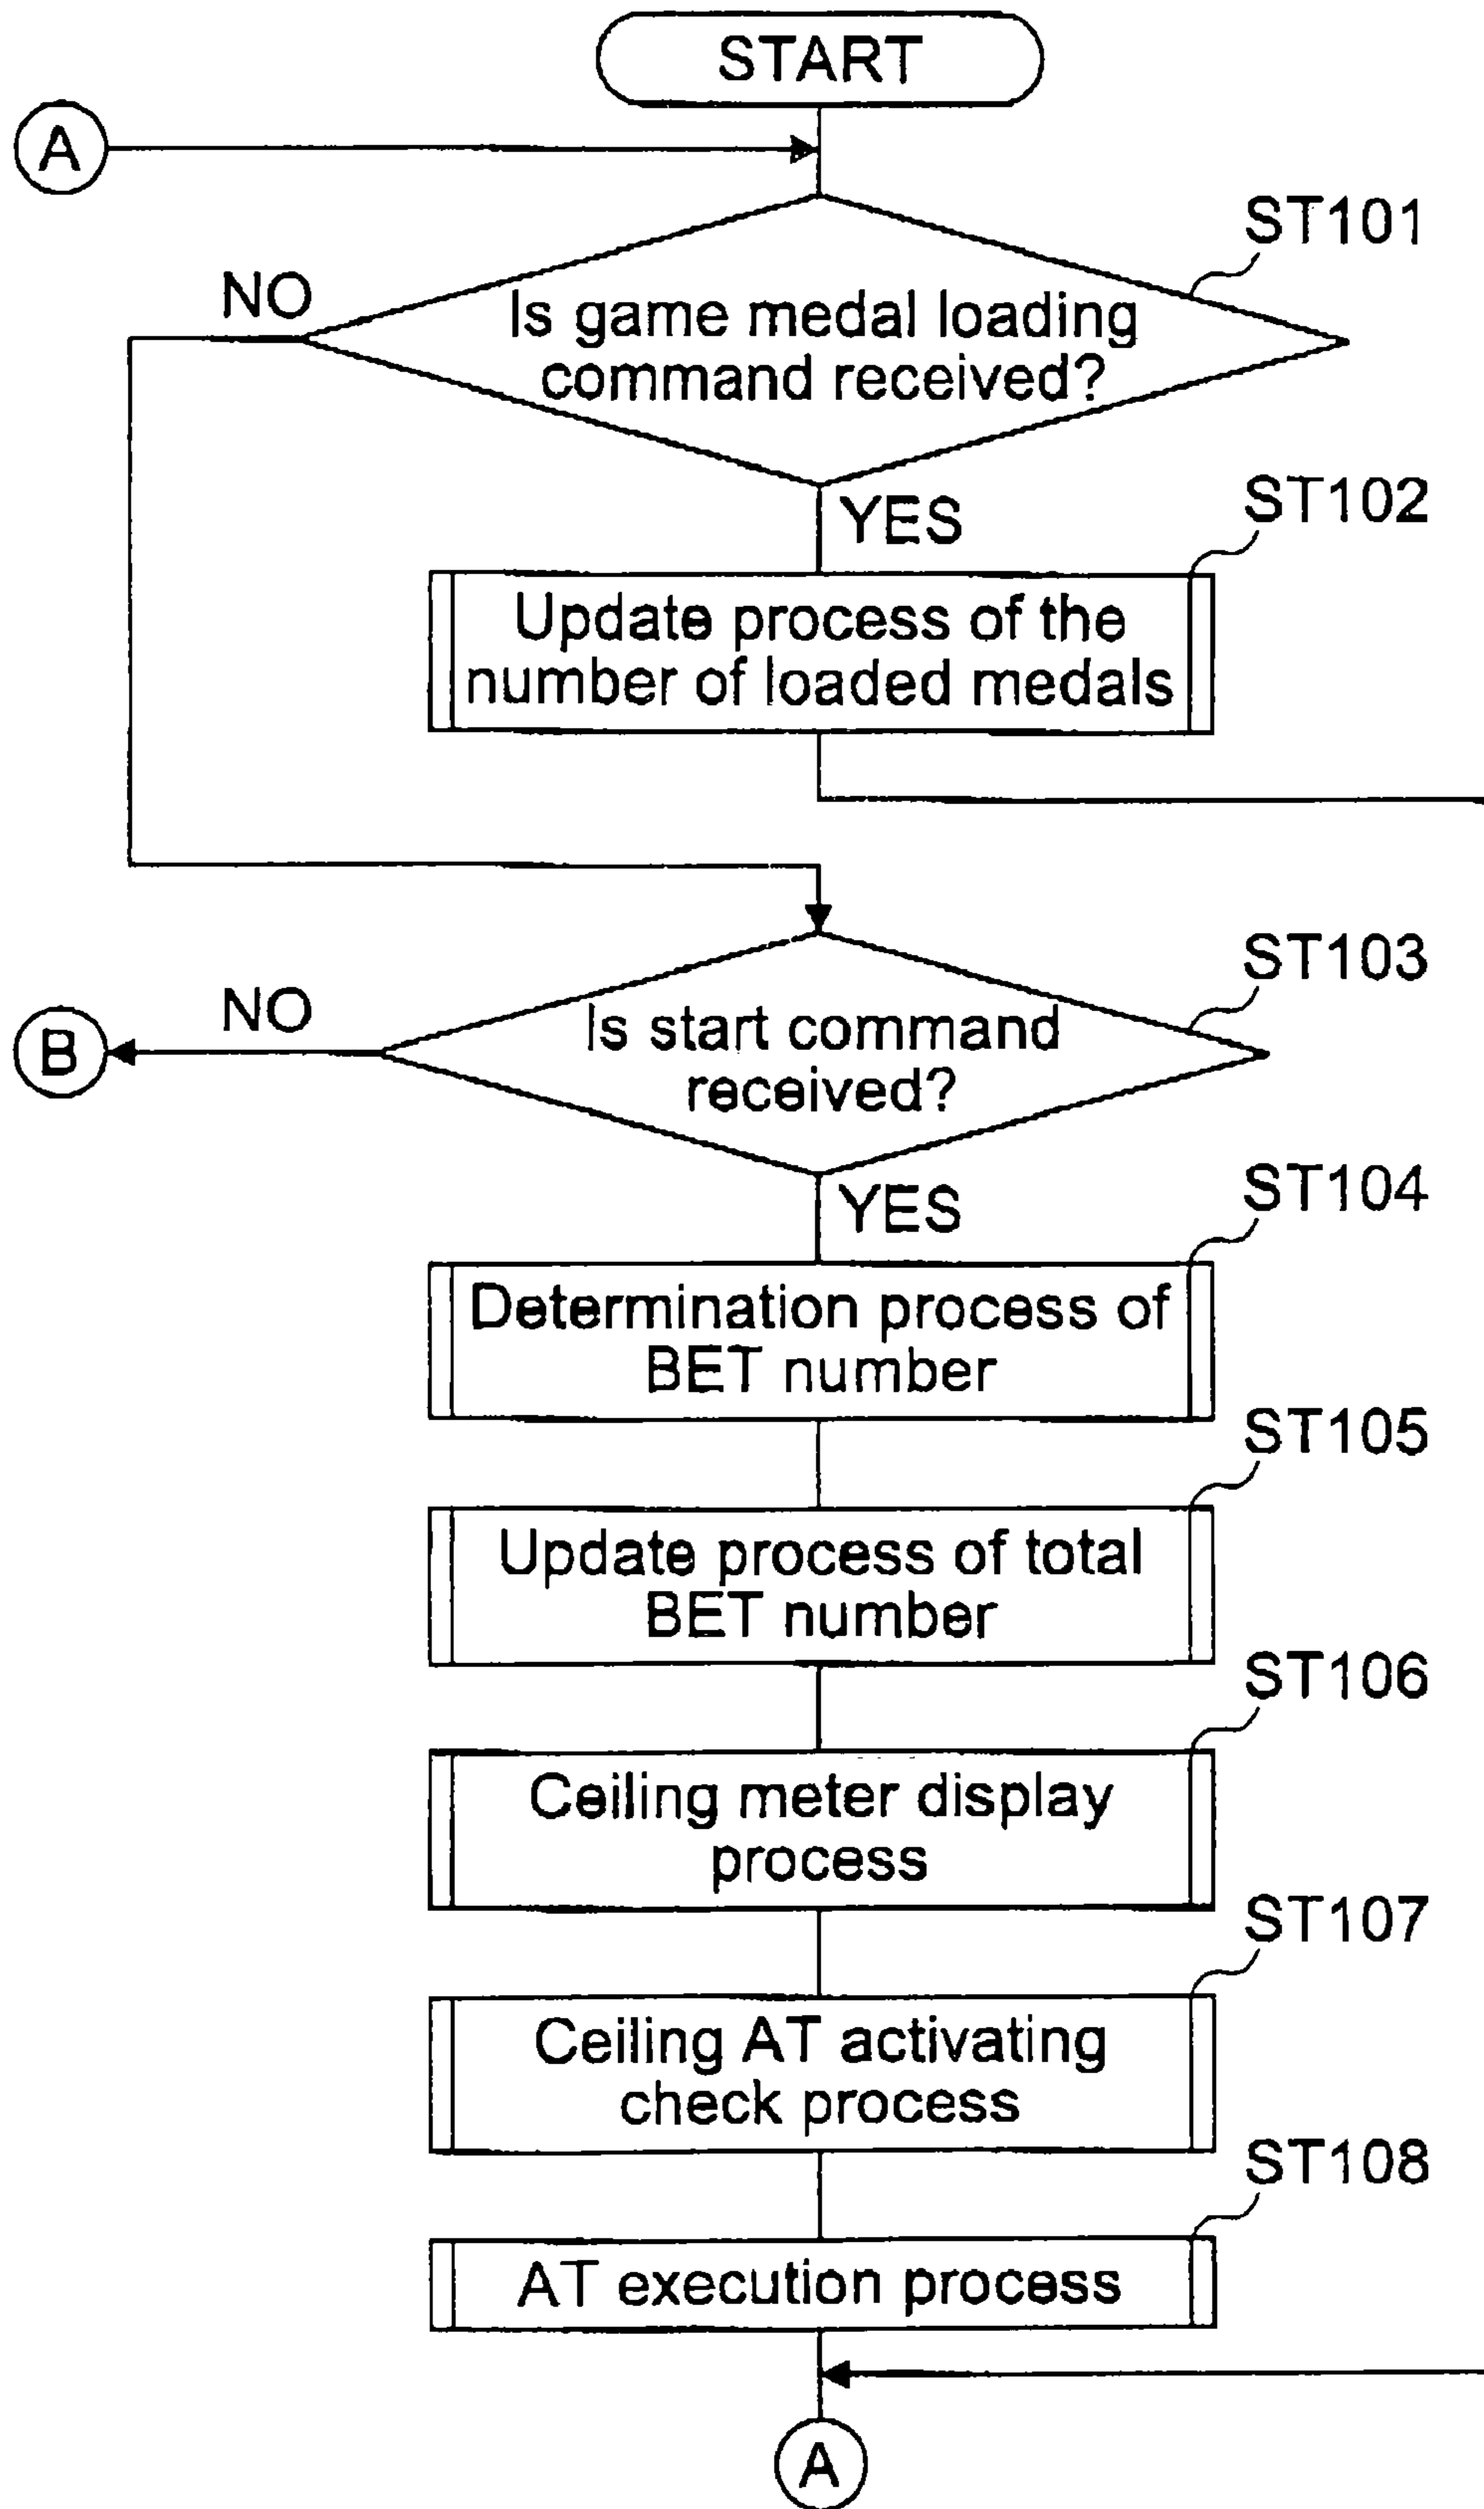 START
A
ST101
NO
Is game medal loading
command received?
YES
ST102
Update process of the
number of loaded medals
ST103
NO
B
Is start command
received?
YES
ST104
Determination process of
BET number
ST105
Update process of total
BET number
ST106
Ceiling meter display
process
ST107
Ceiling AT activating
check process
ST108
AT execution process
A